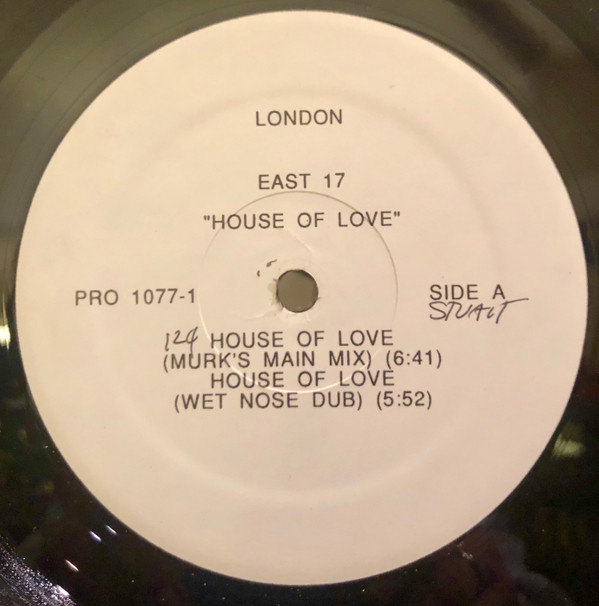 LONDON
EAST 17
"HOUSE OF LOVE"
PRO 1077-1 SIDE A
STUAIT
124 HOUSE OF LOVE
(MURK'S MAIN MIX) (6:41)
HOUSE OF LOVE
(WET NOSE DUB) (5:52)